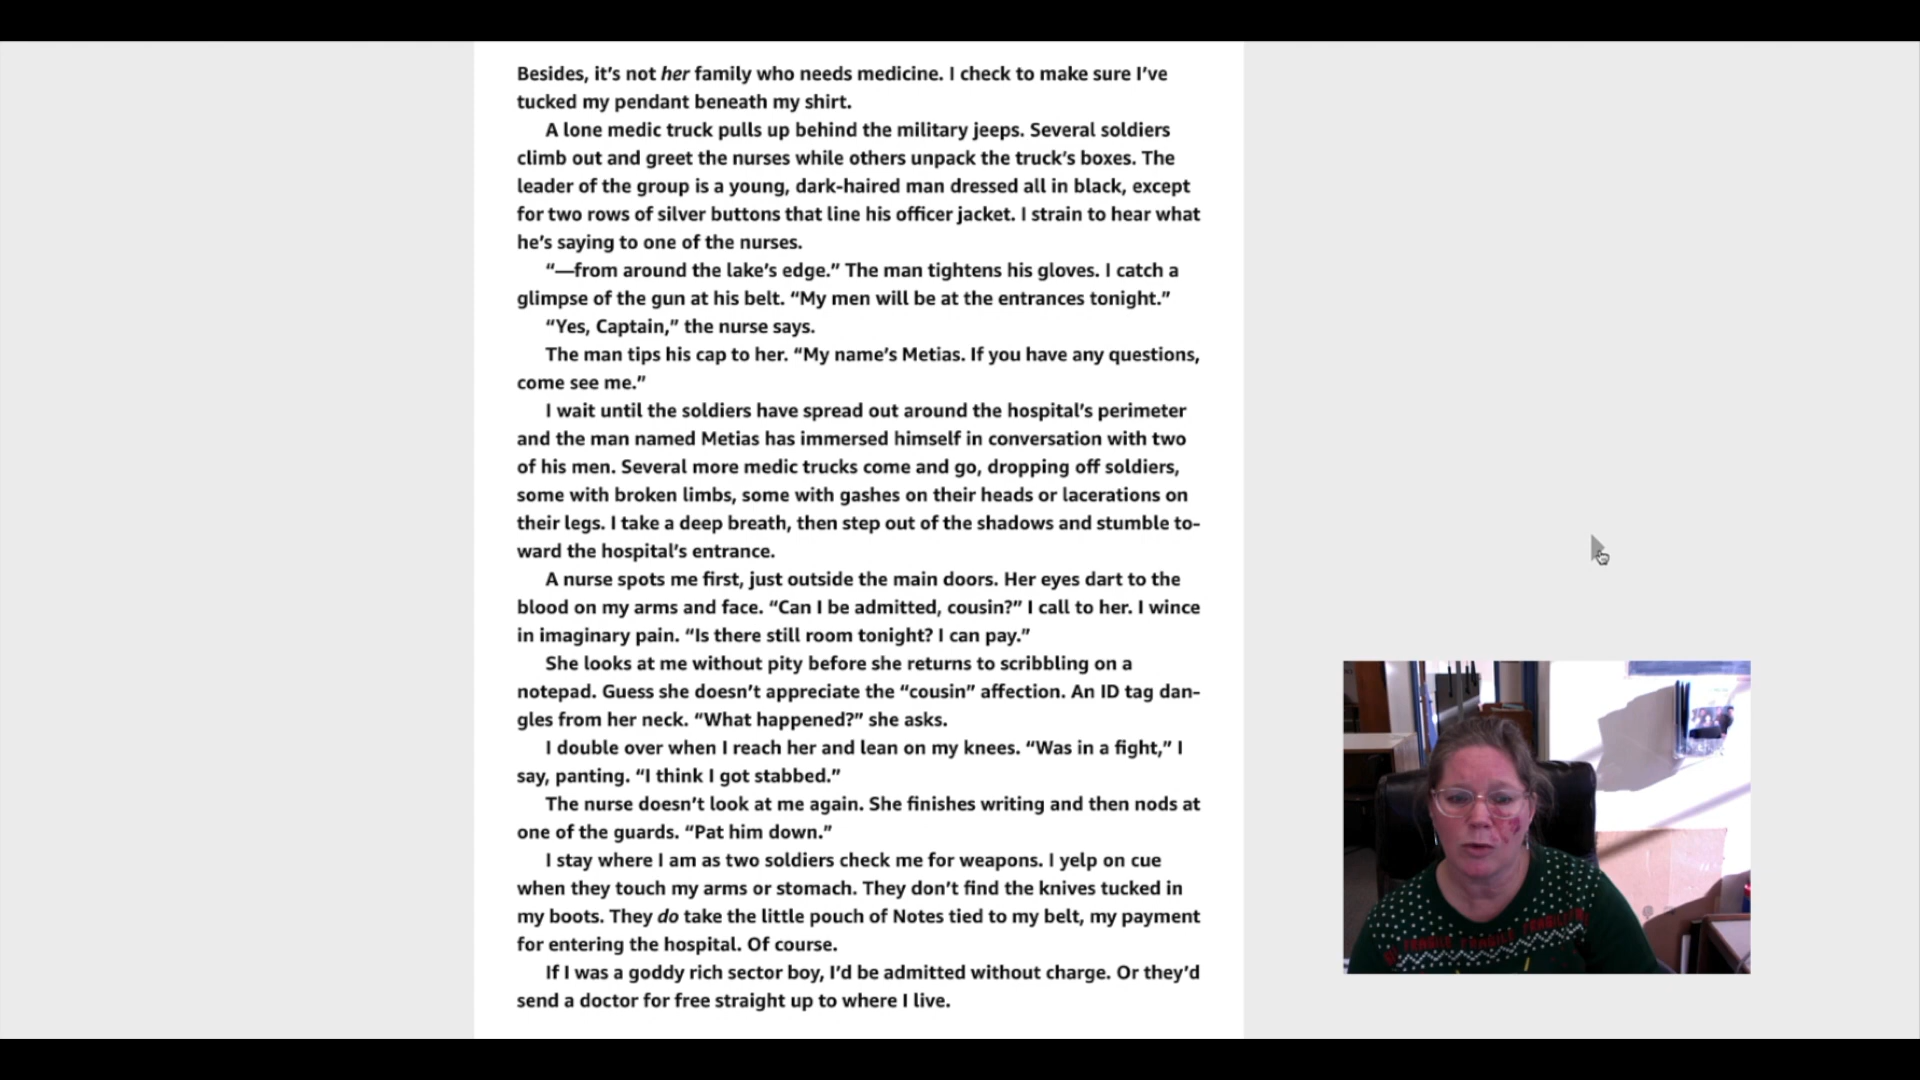 Besides, it’s not her family who needs medicine. I check to make sure I’ve
tucked my pendant beneath my shirt.
A lone medic truck pulls up behind the military jeeps. Several soldiers
climb out and greet the nurses while others unpack the truck’s boxes. The
leader of the group is a young, dark-haired man dressed all in black, except
for two rows of silver buttons that line his officer jacket. I strain to hear what
he’s saying to one of the nurses.
“—from around the lake’s edge.” The man tightens his gloves. I catch a
glimpse of the gun at his belt. “My men will be at the entrances tonight.”
“Yes, Captain,” the nurse says.
The man tips his cap to her. “My name’s Metias. If you have any questions,
come see me.”
I wait until the soldiers have spread out around the hospital’s perimeter
and the man named Metias has immersed himself in conversation with two
of his men. Several more medic trucks come and go, dropping off soldiers,
some with broken limbs, some with gashes on their heads or lacerations on
their legs. I take a deep breath, then step out of the shadows and stumble to-
ward the hospital’s entrance.
A nurse spots me first, just outside the main doors. Her eyes dart to the
blood on my arms and face. “Can I be admitted, cousin?” I call to her. I wince
in imaginary pain. “Is there still room tonight? I can pay.”
She looks at me without pity before she returns to scribbling on a
notepad. Guess she doesn’t appreciate the “cousin” affection. An ID tag dan-
gles from her neck. “What happened?” she asks.
I double over when I reach her and lean on my knees. “Was in a fight,” I
say, panting. “I think I got stabbed.”
The nurse doesn’t look at me again. She finishes writing and then nods at
one of the guards. “Pat him down.”
I stay where I am as two soldiers check me for weapons. I yelp on cue
when they touch my arms or stomach. They don’t find the knives tucked in
my boots. They do take the little pouch of Notes tied to my belt, my payment
for entering the hospital. Of course.
If I was a goddy rich sector boy, I’d be admitted without charge. Or they’d
send a doctor for free straight up to where I live.
FRAGILE FRAGILE FRAGILE